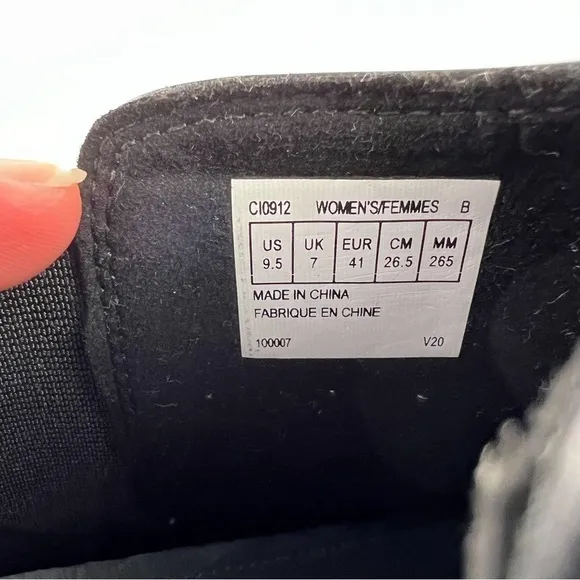 CI0912 WOMEN'S/FEMMES B
US UK EUR CM MM
9.5 7 41 26.5 265
MADE IN CHINA
FABRIQUE EN CHINE
100007 V20